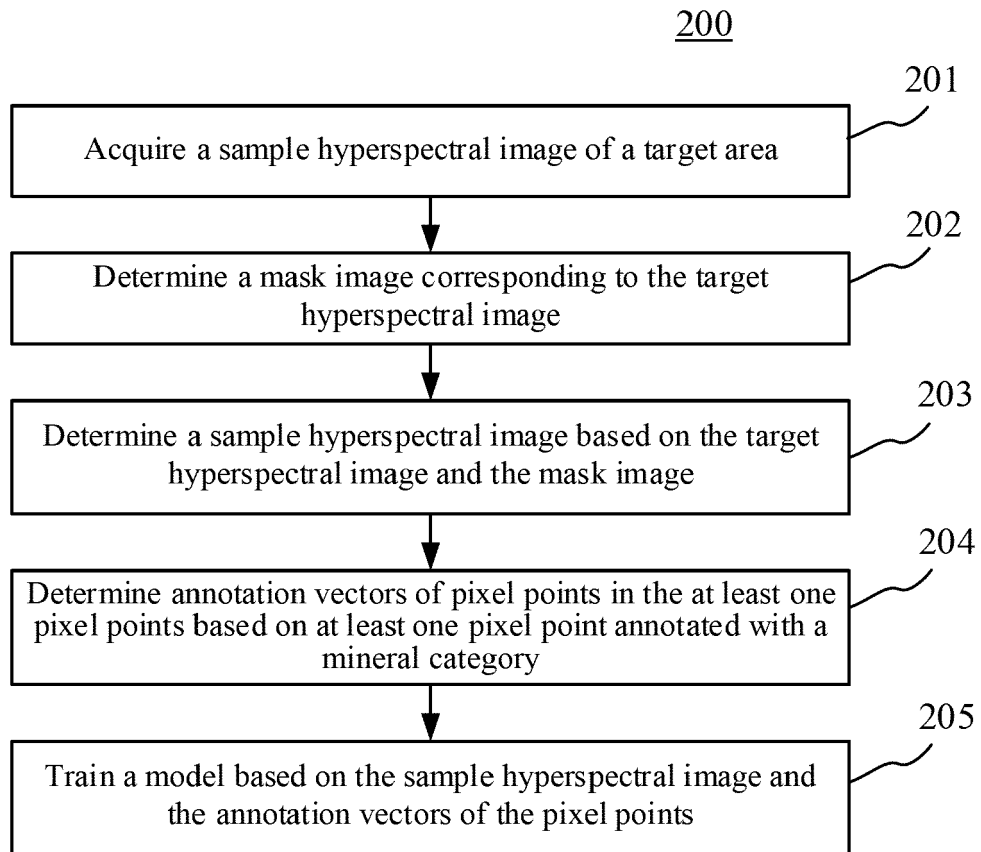 200
201
Acquire a sample hyperspectral image of a target area
202
Determine a mask image corresponding to the target
hyperspectral image
203
Determine a sample hyperspectral image based on the target
hyperspectral image and the mask image
204
Determine annotation vectors of pixel points in the at least one
pixel points based on at least one pixel point annotated with a
mineral category
205
Train a model based on the sample hyperspectral image and
the annotation vectors of the pixel points